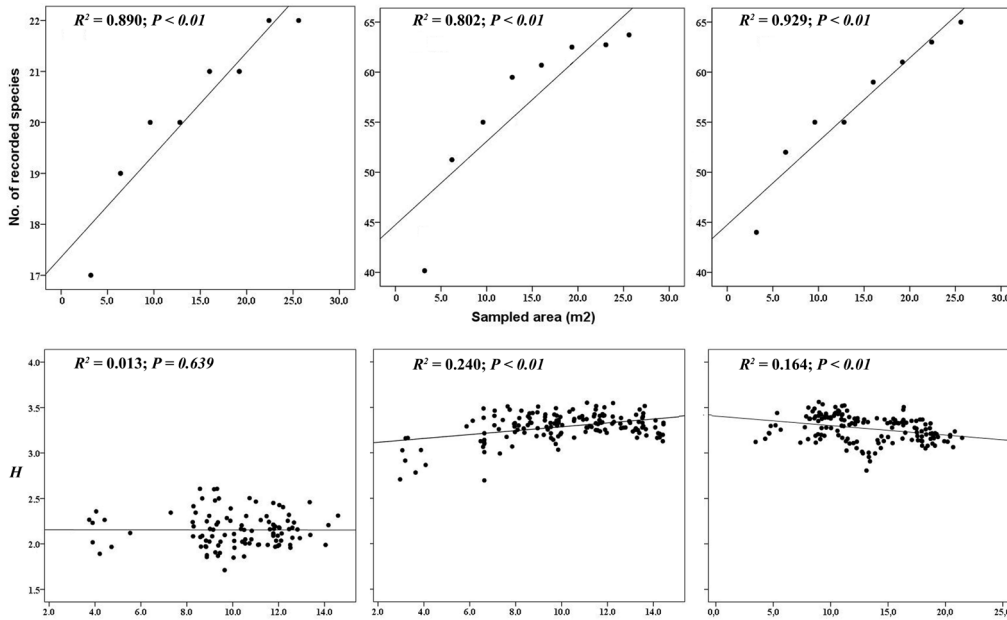 R² = 0.890; P < 0.01
R² = 0.802; P < 0.01
R² = 0.929; P < 0.01
No. of recorded species
22
21
20
19
18
17
0 5.0 10.0 15.0 20.0 25.0 30.0
65
60
55
50
45
40
0 5.0 10.0 15.0 20.0 25.0 30.0
65
60
55
50
45
40
0 5.0 10.0 15.0 20.0 25.0 30.0
Sampled area (m2)
R² = 0.013; P = 0.639
R² = 0.240; P < 0.01
R² = 0.164; P < 0.01
H
4.0
3.5
3.0
2.5
2.0
1.5
2.0 4.0 6.0 8.0 10.0 12.0 14.0
2.0 4.0 6.0 8.0 10.0 12.0 14.0
0,0 5,0 10,0 15,0 20,0 25,0